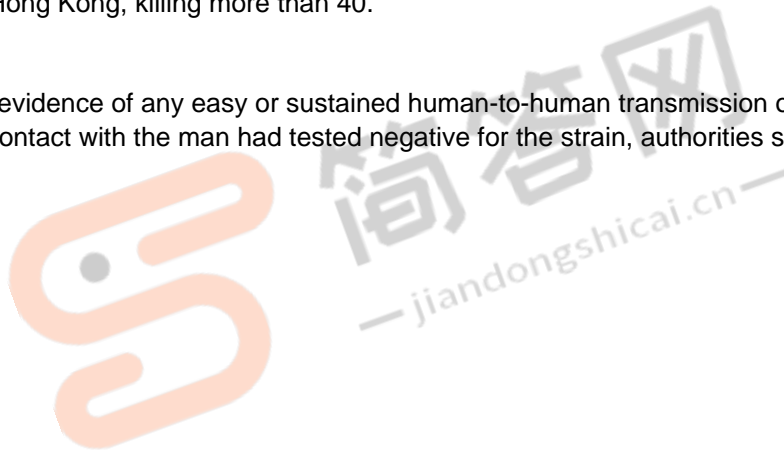 Hong Kong, killing more than 40.
evidence of any easy or sustained human-to-human transmission
contact with the man had tested negative for the strain, authorities
简答网
jiandongshicai.cn